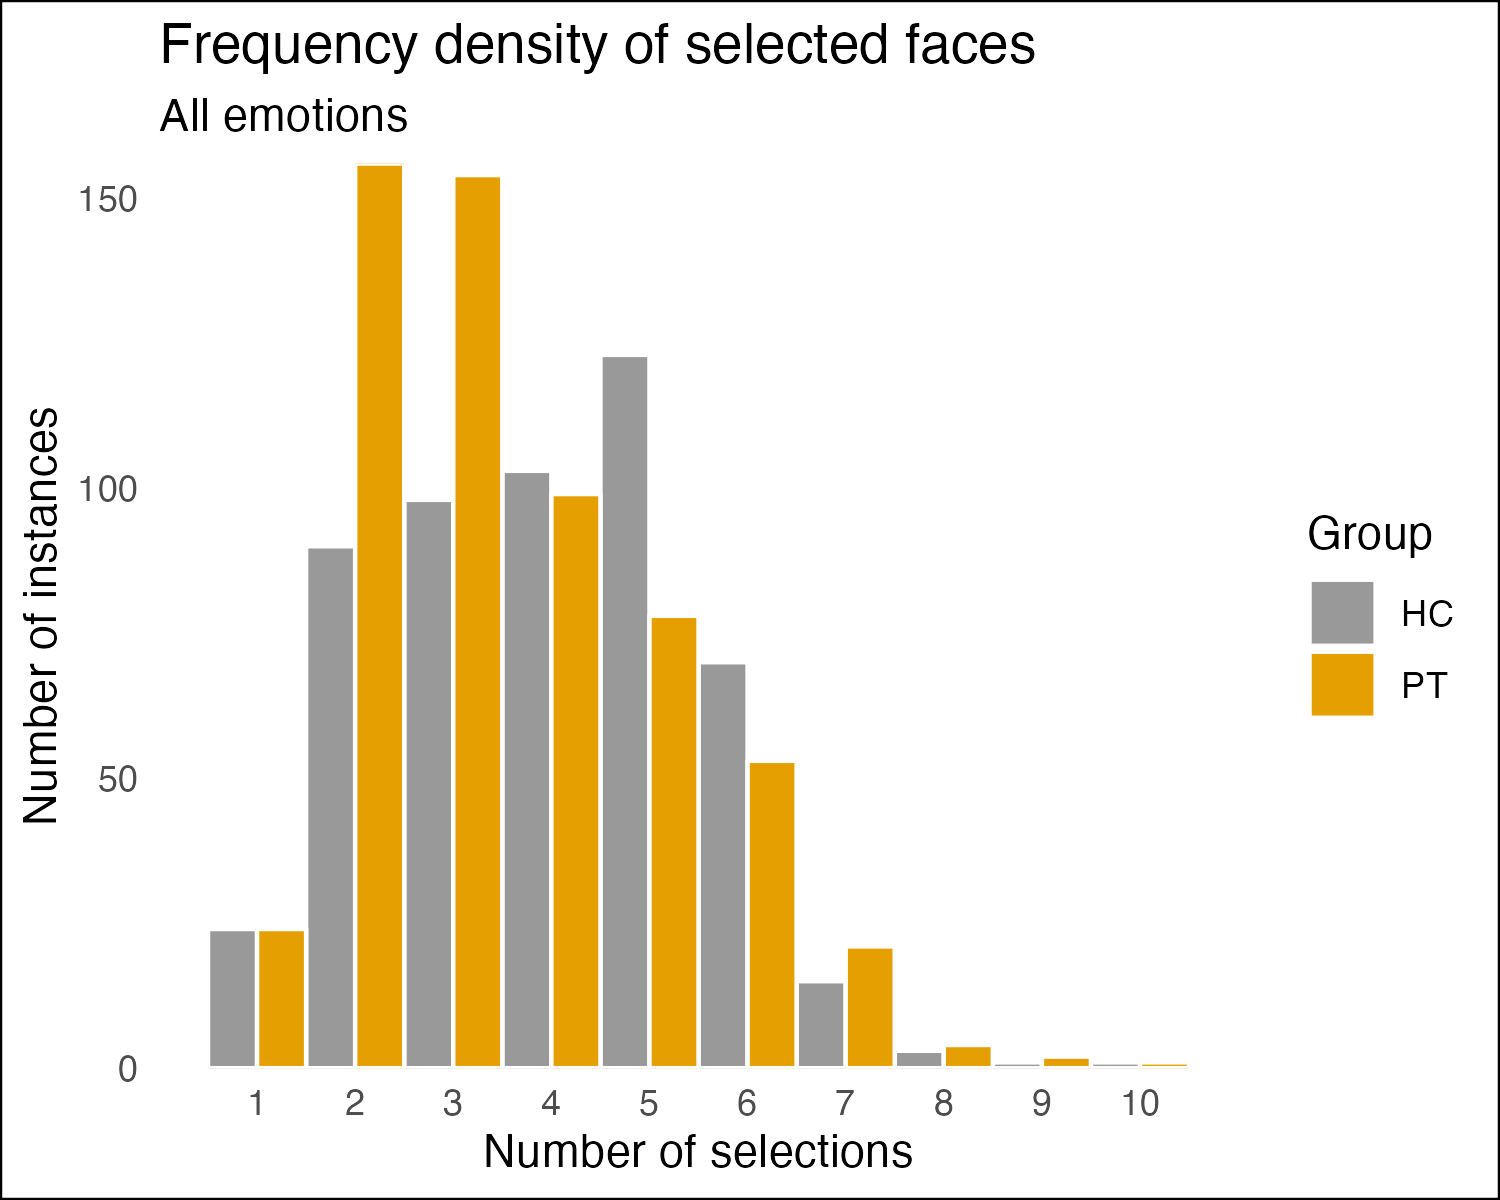 Frequency density of selected faces
All emotions
150
100
50
0
Number of instances
1 2 3 4 5 6 7 8 9 10
Number of selections
Group
HC
PT